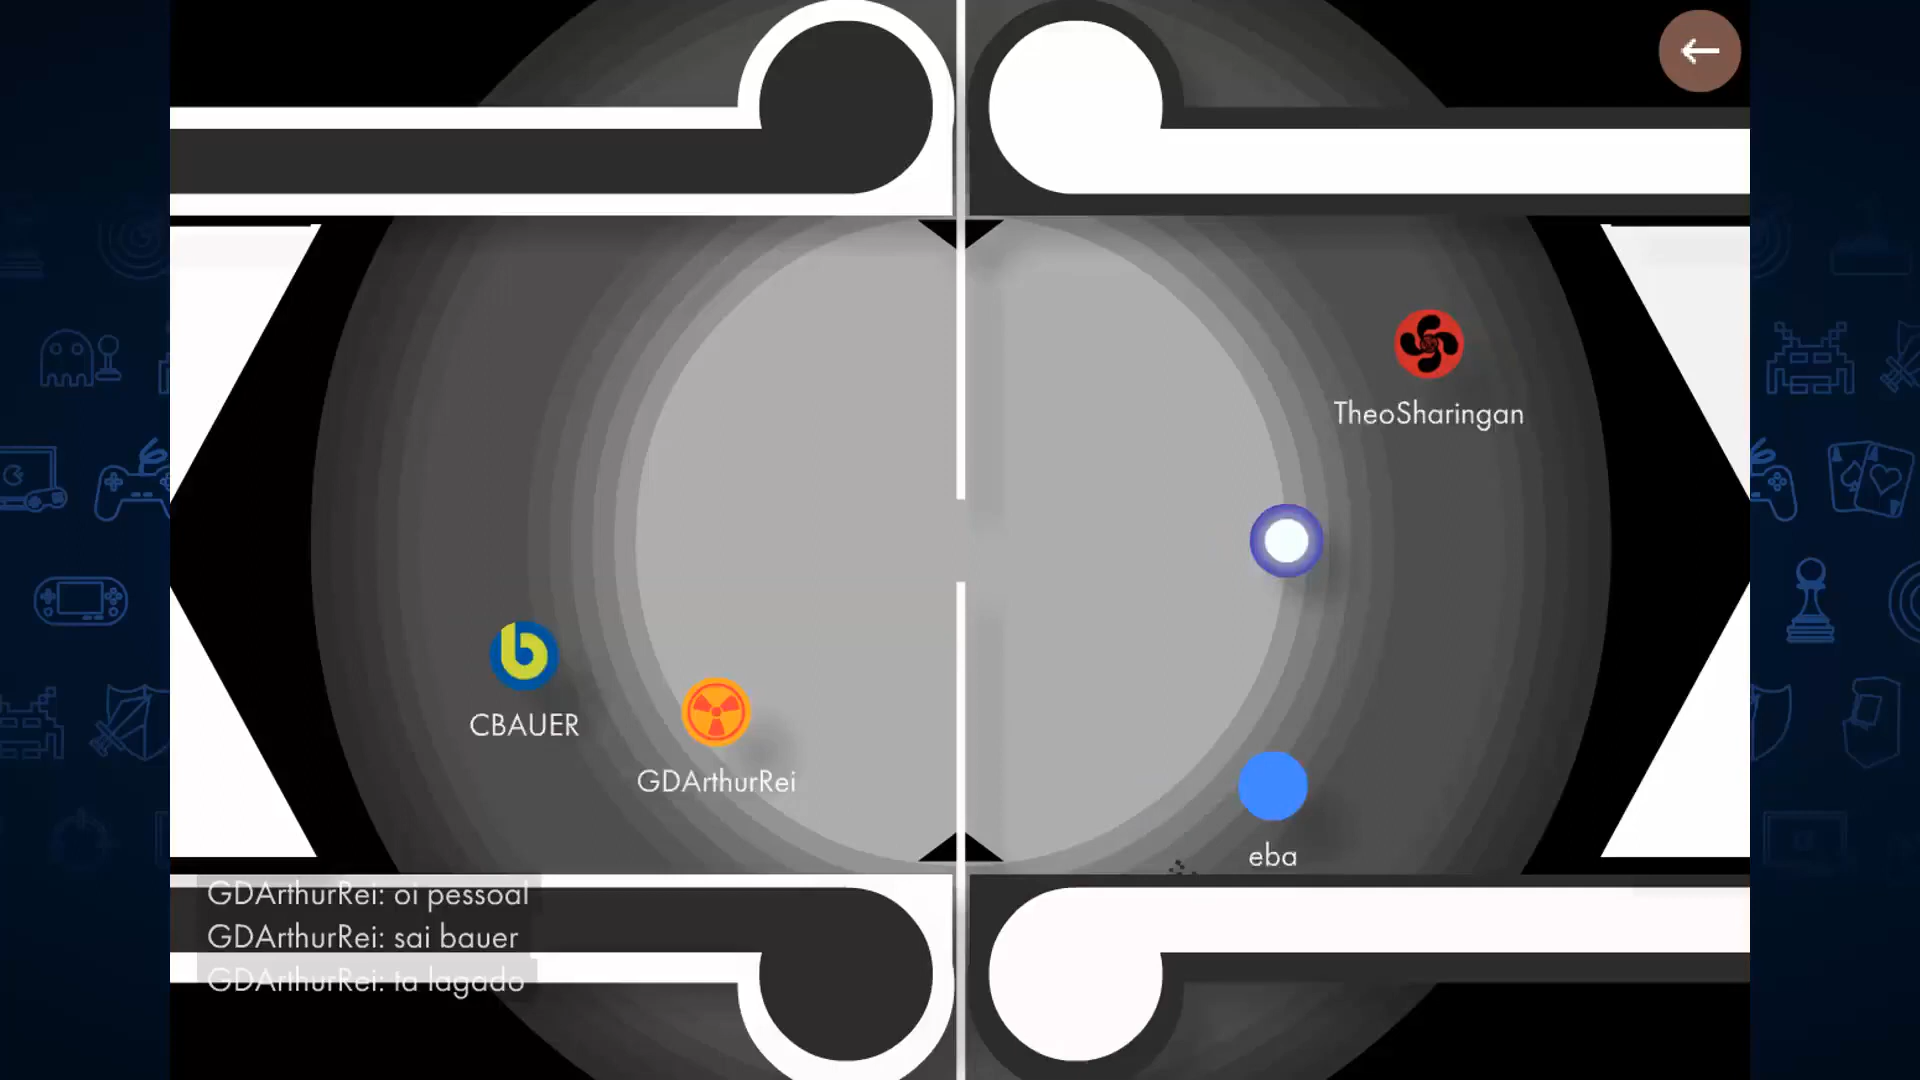 TheoSharingan
CBAUER
GDArthurRei
eba
GDArthurRei: oi pessoal
GDArthurRei: sai bauer
GDArthurRei: ta lagado